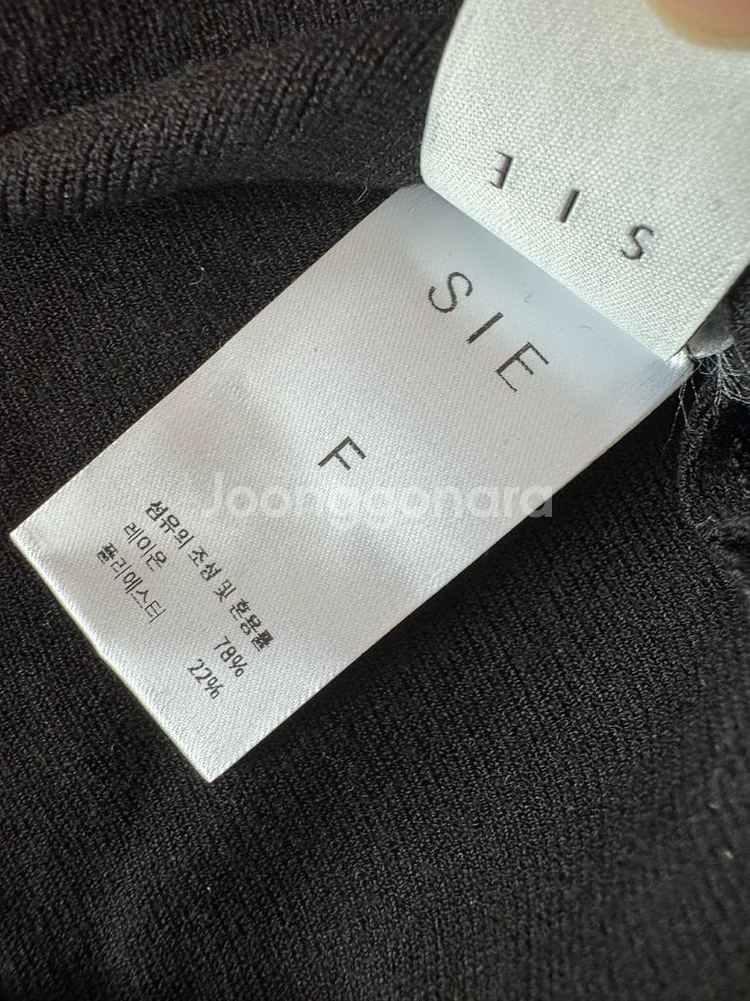 SIE
SIE
F
섬유의 조성 및 혼용률
레이온 78%
폴리에스터 22%
Joonggonara